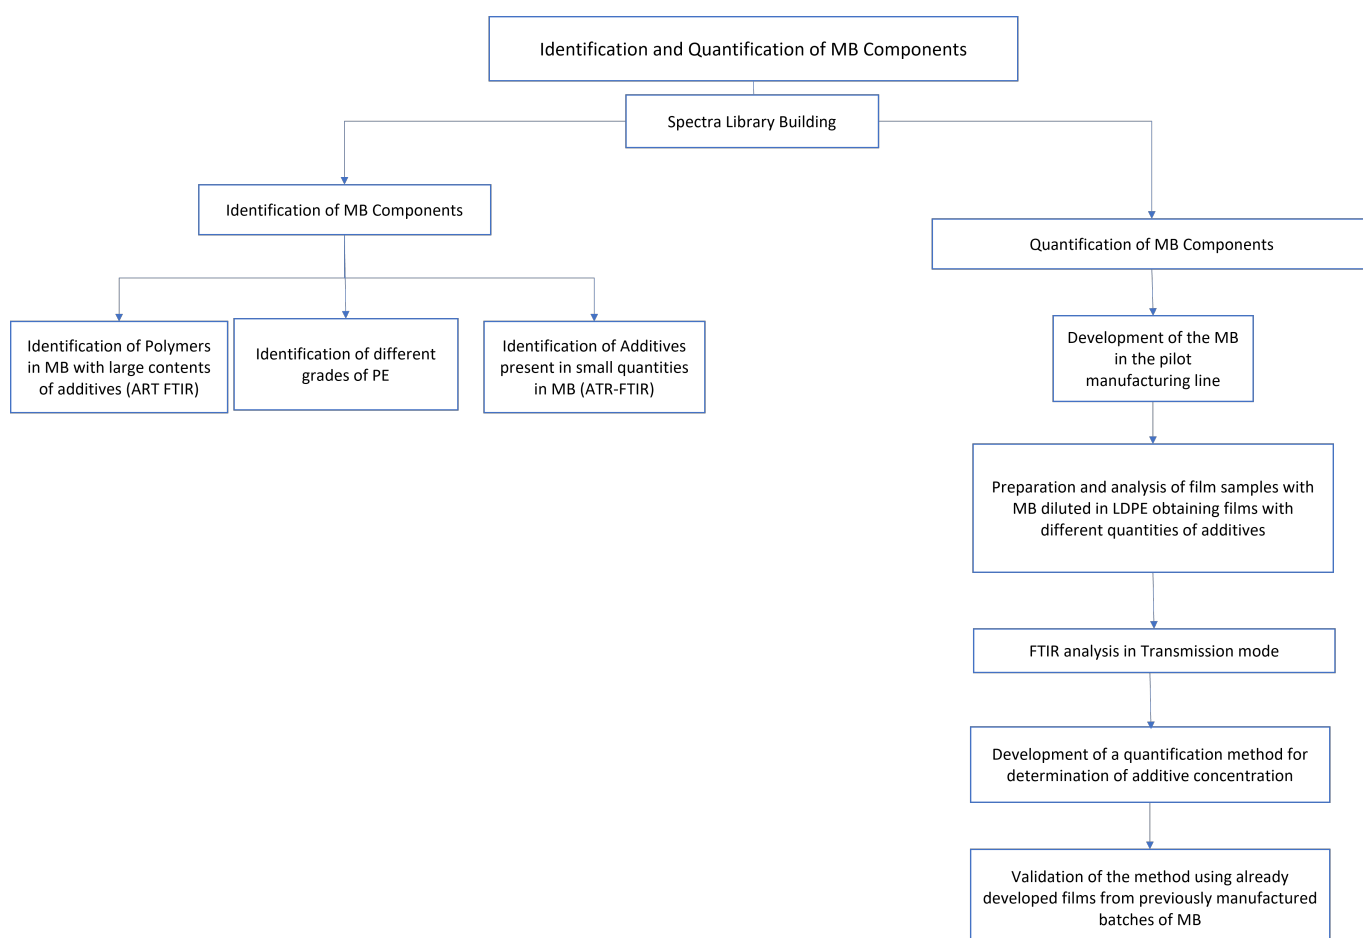 Identification and Quantification of MB Components
Spectra Library Building
Identification of MB Components
Identification of Polymers
in MB with large contents
of additives (ART FTIR)
Identification of different
grades of PE
Identification of Additives
present in small quantities
in MB (ATR-FTIR)
Quantification of MB Components
Development of the MB
in the pilot
manufacturing line
Preparation and analysis of film samples with
MB diluted in LDPE obtaining films with
different quantities of additives
FTIR analysis in Transmission mode
Development of a quantification method for
determination of additive concentration
Validation of the method using already
developed films from previously manufactured
batches of MB